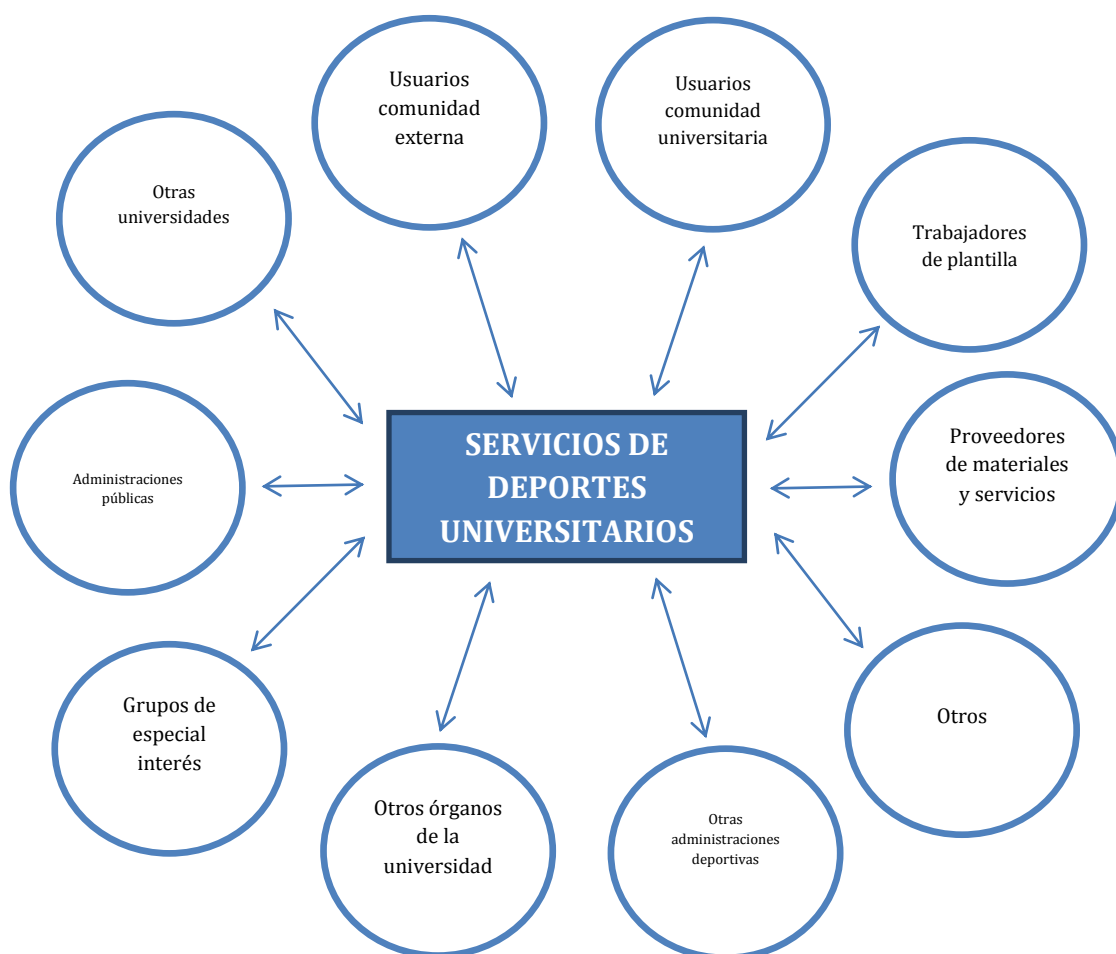 Usuarios
comunidad
externa
Usuarios
comunidad
universitaria
Otras
universidades
Trabajadores
de plantilla
SERVICIOS DE
DEPORTES
UNIVERSITARIOS
Proveedores
de materiales
y servicios
Administraciones
públicas
Grupos de
especial
interés
Otros
Otros órganos
de la
universidad
Otras
administraciones
deportivas